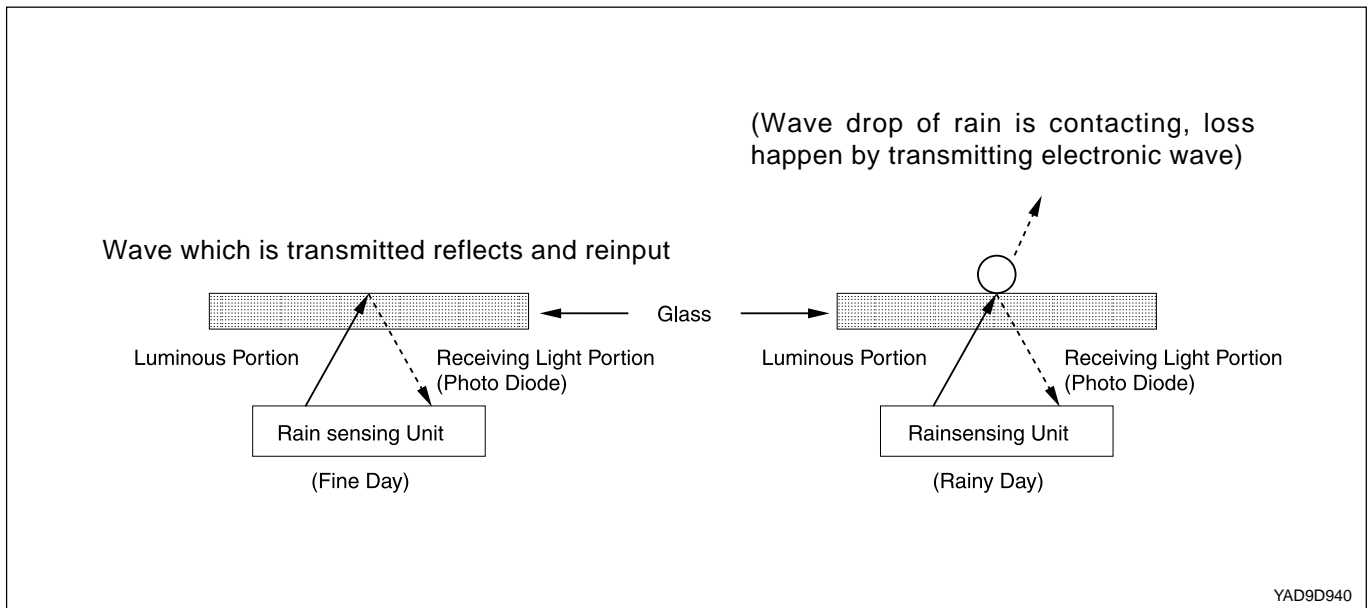 (Wave drop of rain is contacting, loss
happen by transmitting electronic wave)
Wave which is transmitted reflects and reinput
Glass
Luminous Portion
Receiving Light Portion
(Photo Diode)
Rain sensing Unit
(Fine Day)
Luminous Portion
Receiving Light Portion
(Photo Diode)
Rainsensing Unit
(Rainy Day)
YAD9D940